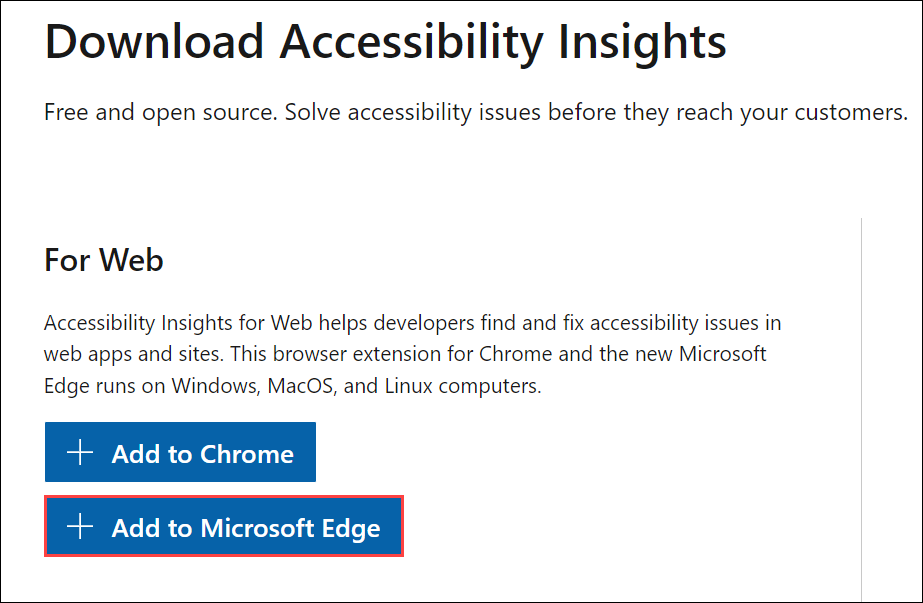 Download Accessibility Insights
Free and open source. Solve accessibility issues before they reach your customers.
For Web
Accessibility Insights for Web helps developers find and fix accessibility issues in
web apps and sites. This browser extension for Chrome and the new Microsoft
Edge runs on Windows, MacOS, and Linux computers.
Add to Chrome
Add to Microsoft Edge